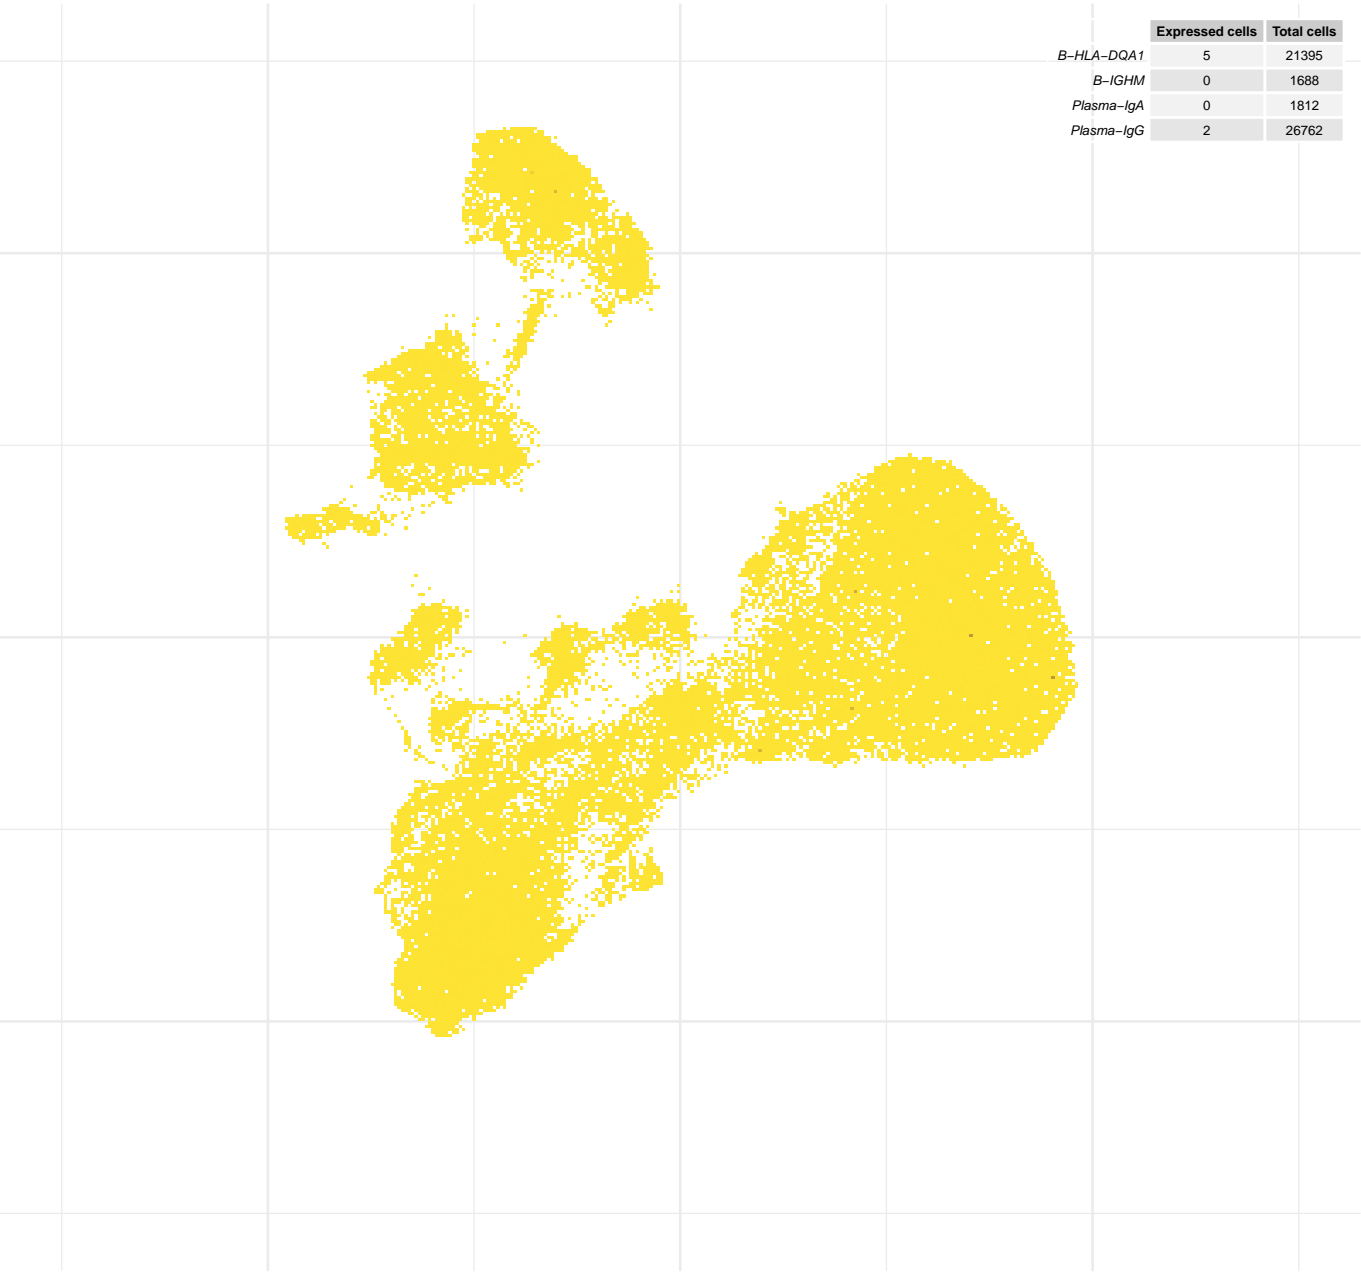 Expressed cells Total cells
B−HLA−DQA1 5 21395
B−IGHM 0 1688
Plasma−IgA 0 1812
Plasma−IgG 2 26762